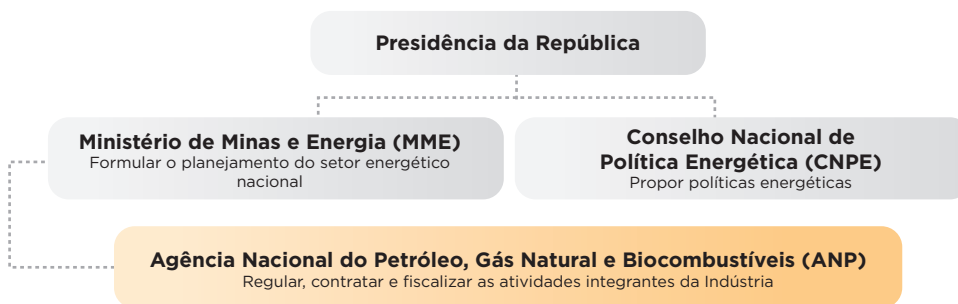 Presidência da República
Ministério de Minas e Energia (MME)
Formular o planejamento do setor energético
nacional
Conselho Nacional de
Política Energética (CNPE)
Propor políticas energéticas
Agência Nacional do Petróleo, Gás Natural e Biocombustíveis (ANP)
Regular, contratar e fiscalizar as atividades integrantes da Indústria